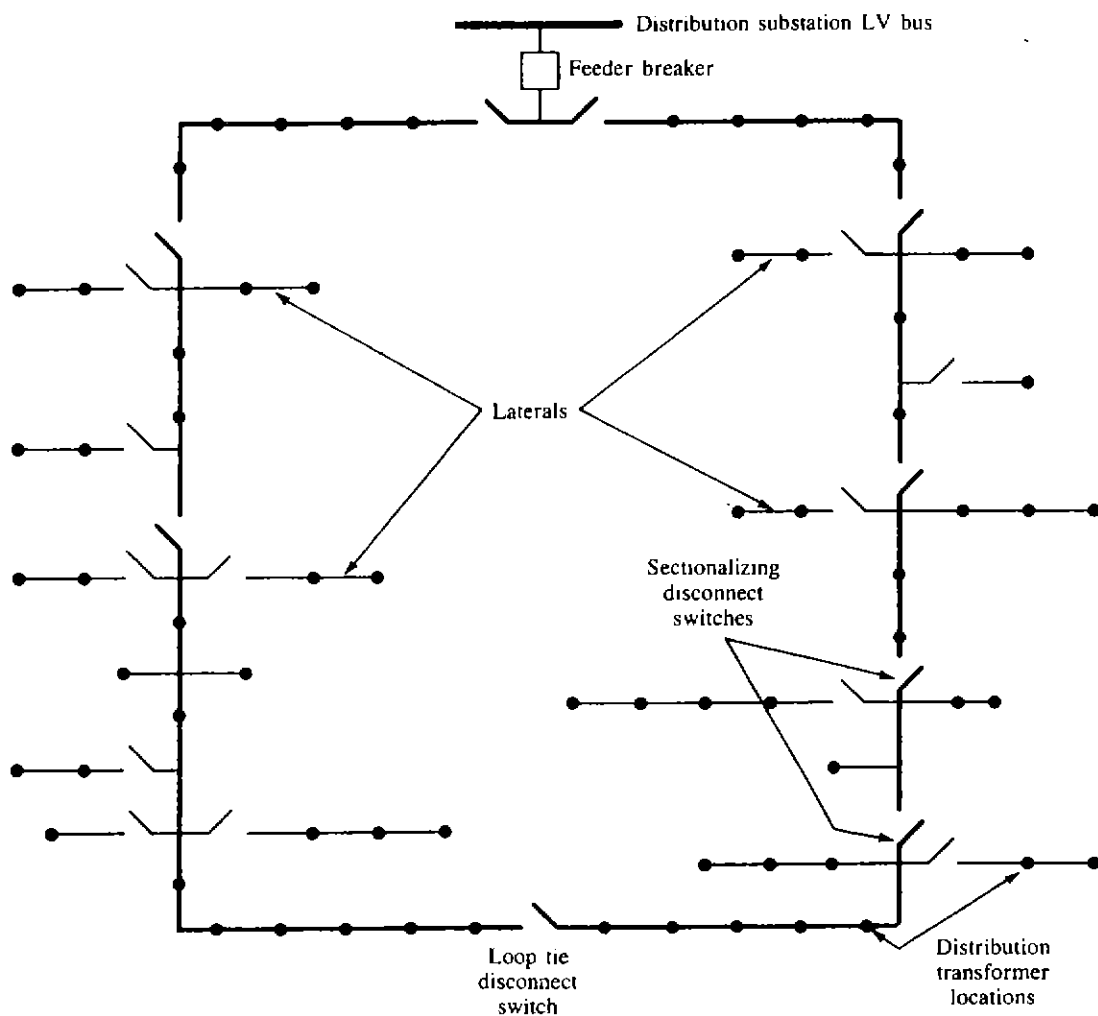 Distribution substation LV bus
Feeder breaker
Laterals
Sectionalizing
disconnect
switches
Loop tie
disconnect
switch
Distribution
transformer
locations